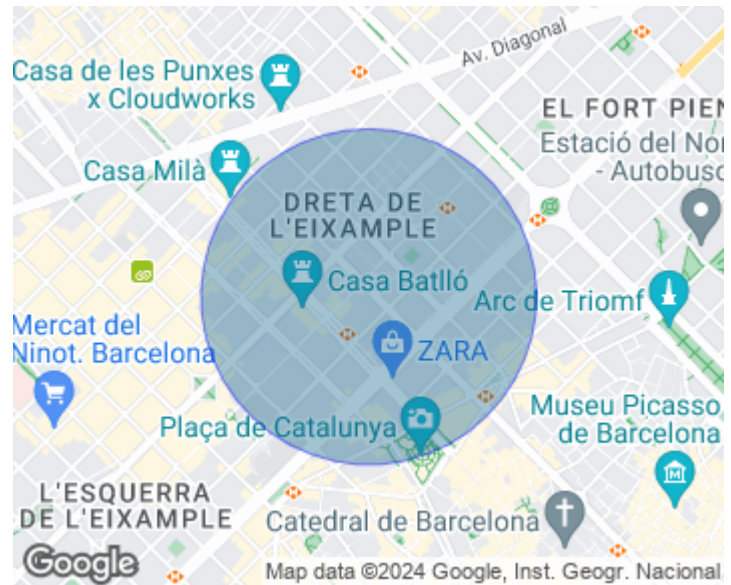 Av. Diagonal
Casa de les Punxes
x Cloudworks
EL FORT PIEN
Estació del Nor
- Autobuso
Casa Milà
DRETA DE
L'EIXAMPLE
Casa Batlló
Arc de Triomf
Mercat del
Ninot. Barcelona
ZARA
Plaça de Catalunya
Museu Picasso
de Barcelona
L'ESQUERRA
DE L'EIXAMPLE
Catedral de Barcelona
Google
Map data ©2024 Google, Inst. Geogr. Nacional